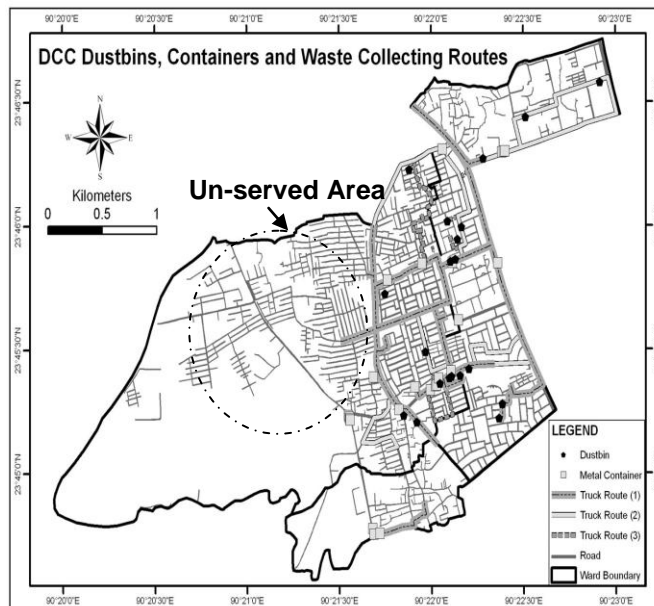 90°20'0"E 90°20'30"E 90°21'0"E 90°21'30"E 90°22'0"E 90°22'30"E 90°23'0"E
DCC Dustbins, Containers and Waste Collecting Routes
23°46'30"N
N
W E
S
Kilometers
0 0.5 1
Un-served Area
23°46'0"N
23°45'30"N
23°45'0"N
LEGEND
Dustbin
Metal Container
Truck Route (1)
Truck Route (2)
Truck Route (3)
Road
Ward Boundary
90°20'0"E 90°20'30"E 90°21'0"E 90°21'30"E 90°22'0"E 90°22'30"E 90°23'0"E